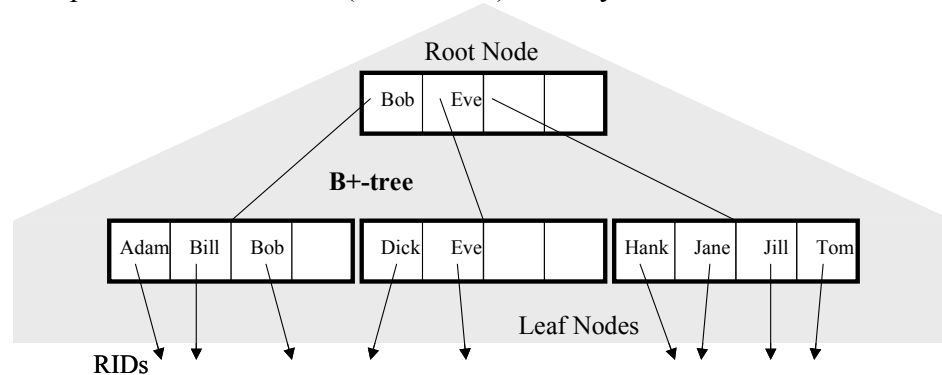 Root Node
Bob Eve
B+-tree
Adam Bill Bob Dick Eve Hank Jane Jill Tom
Leaf Nodes
RIDs